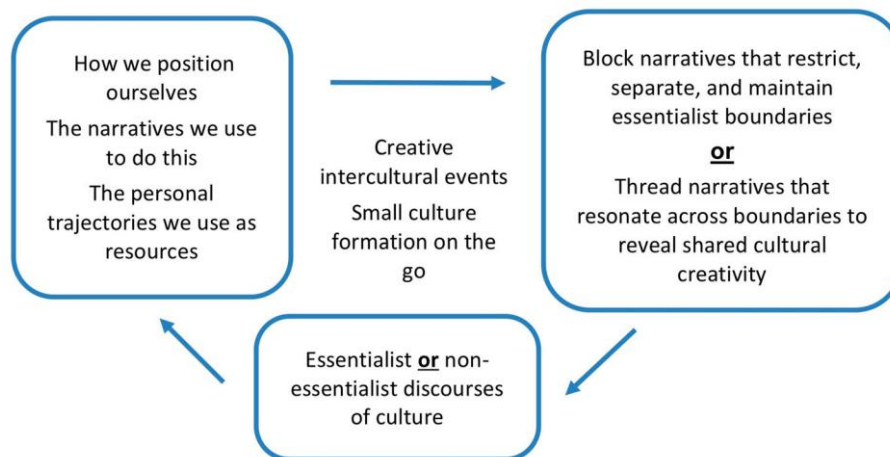 How we position
ourselves
The narratives we use
to do this
The personal
trajectories we use as
resources
Creative
intercultural events
Small culture
formation on the
go
Block narratives that restrict,
separate, and maintain
essentialist boundaries
or
Thread narratives that
resonate across boundaries to
reveal shared cultural
creativity
Essentialist or non-
essentialist discourses
of culture